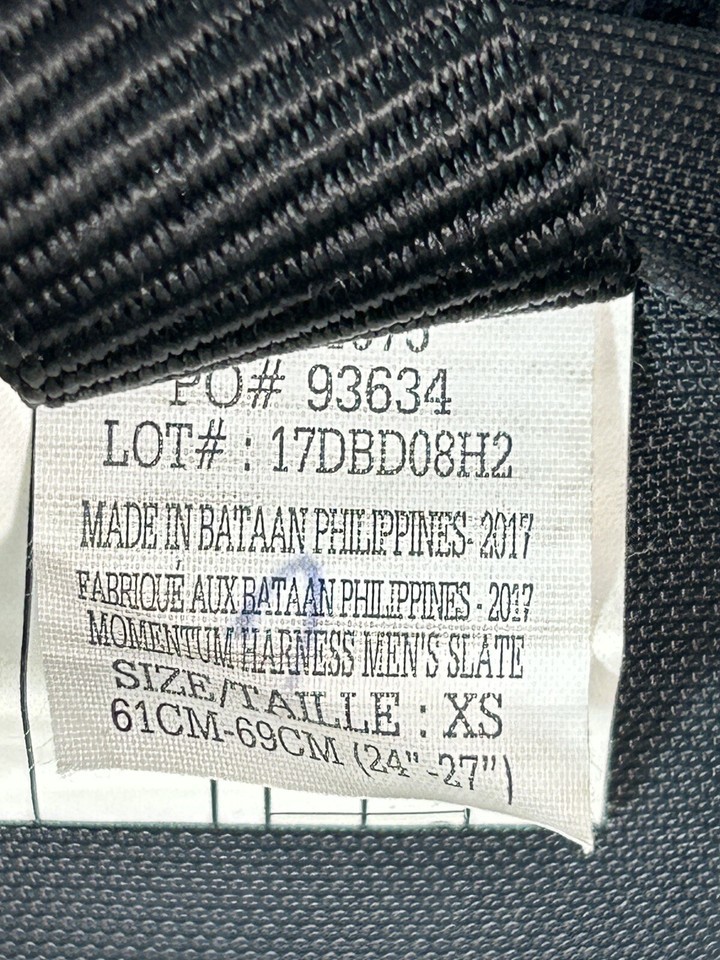 PO# 93634
LOT# : 17DBD08H2
MADE IN BATAAN PHILIPPINES- 2017
FABRIQUÉ AUX BATAAN PHILIPPINES - 2017
MOMENTUM HARNESS MEN'S SLATE
SIZE/TAILLE : XS
61CM-69CM (24"-27")